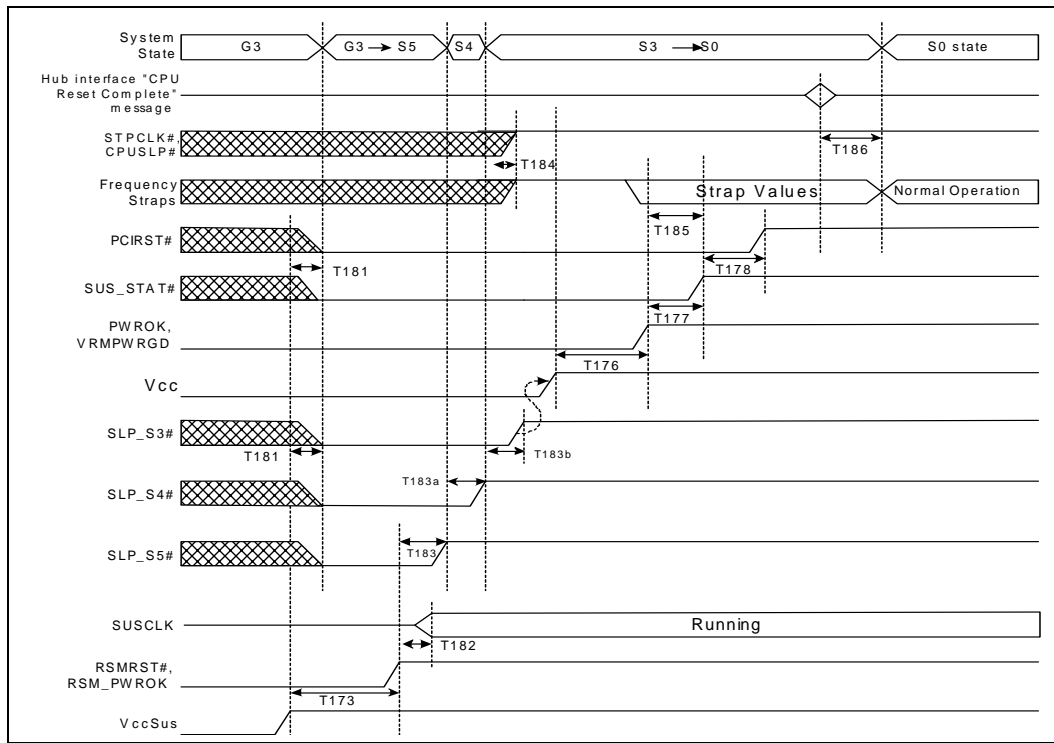 System
State
G3
G3 → S5
S4
S3 → S0
S0 state
Hub interface "CPU
Reset Complete"
message
T186
STPCLK#,
CPUSLP#
T184
Frequency
Straps
Strap Values
Normal Operation
T185
PCIRST#
T181
T178
SUS_STAT#
T177
PWROK,
VRMPWRGD
T176
Vcc
SLP_S3#
T181
T183b
SLP_S4#
T183a
SLP_S5#
T183
SUSCLK
Running
T182
RSMRST#,
RSM_PWROK
T173
VccSus